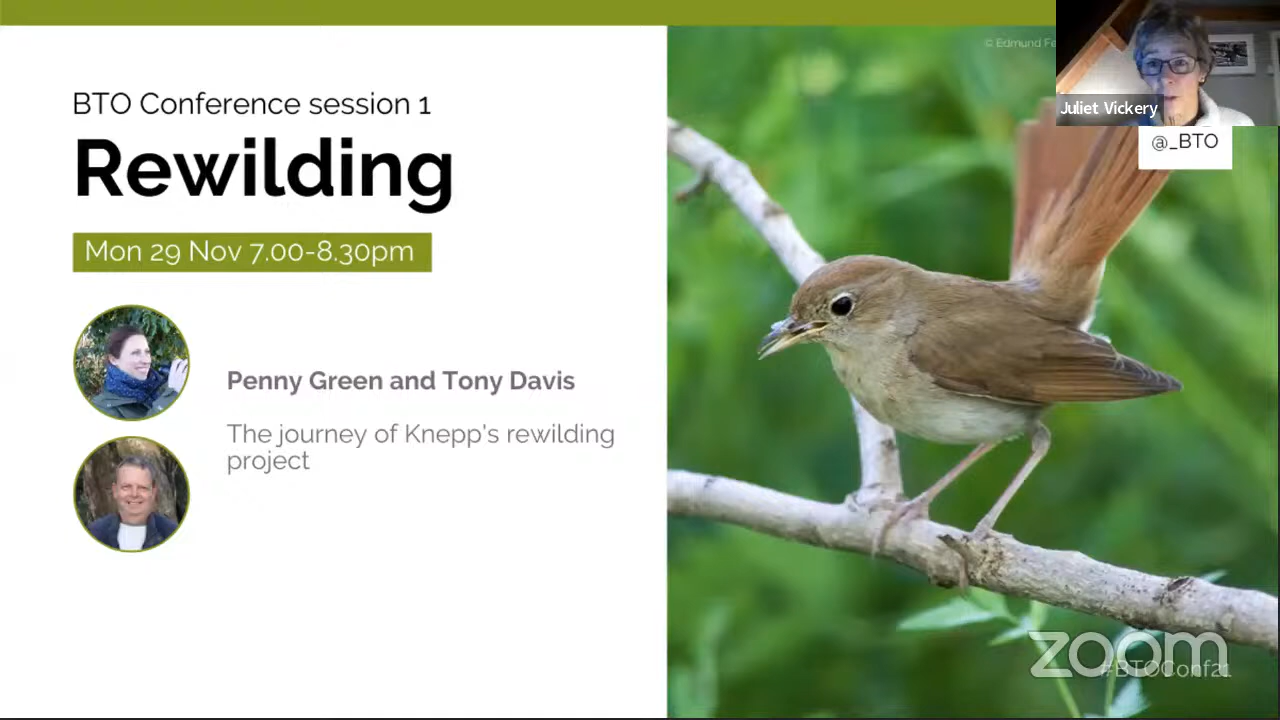 BTO Conference session 1
Rewilding
Mon 29 Nov 7.00-8.30pm
Penny Green and Tony Davis
The journey of Knepp's rewilding
project
© Edmund
Juliet Vickery
@_BTO
zoom
#BTOConf21